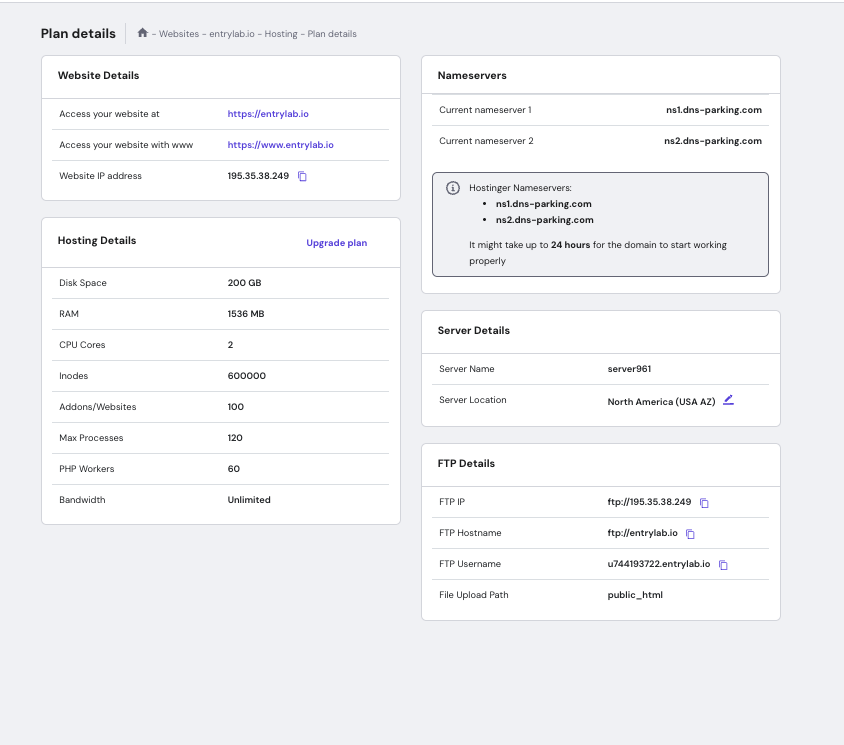 Plan details
- Websites - entrylab.io - Hosting - Plan details
Website Details
Access your website at https://entrylab.io
Access your website with www https://www.entrylab.io
Website IP address 195.35.38.249
Hosting Details Upgrade plan
Disk Space 200 GB
RAM 1536 MB
CPU Cores 2
Inodes 600000
Addons/Websites 100
Max Processes 120
PHP Workers 60
Bandwidth Unlimited
Nameservers
Current nameserver 1 ns1.dns-parking.com
Current nameserver 2 ns2.dns-parking.com
Hostinger Nameservers:
• ns1.dns-parking.com
• ns2.dns-parking.com
It might take up to 24 hours for the domain to start working
properly
Server Details
Server Name server961
Server Location North America (USA AZ)
FTP Details
FTP IP ftp://195.35.38.249
FTP Hostname ftp://entrylab.io
FTP Username u744193722.entrylab.io
File Upload Path public_html